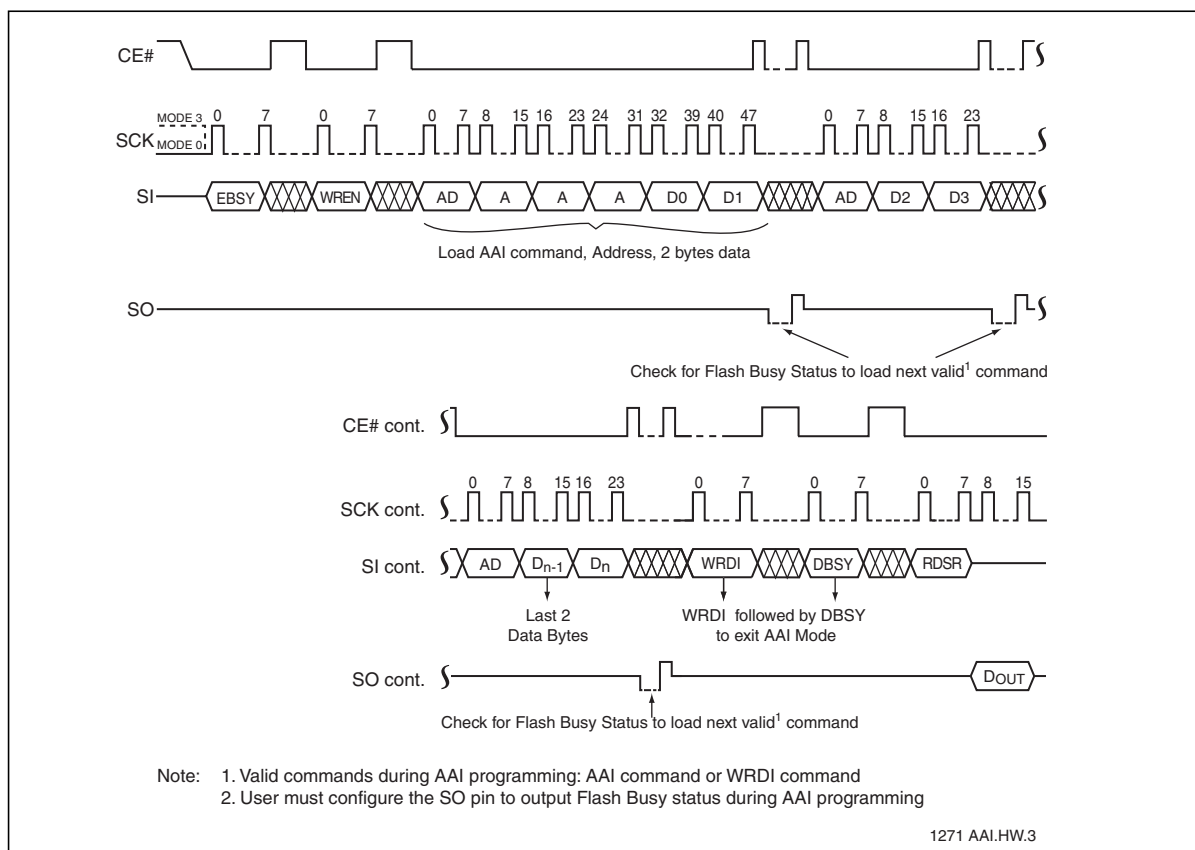 CE#
MODE 3
0 7 0 7 0 7 8 15 16 23 24 31 32 39 40 47 0 7 8 15 16 23
SCK
MODE 0
SI
EBSY WREN AD A A A D0 D1 AD D2 D3
Load AAI command, Address, 2 bytes data
SO
Check for Flash Busy Status to load next valid1 command
CE# cont.
0 7 8 15 16 23 0 7 0 7 0 7 8 15
SCK cont.
SI cont.
AD Dn-1 Dn WRDI DBSY RDSR
Last 2
Data Bytes
WRDI followed by DBSY
to exit AAI Mode
SO cont.
DOUT
Check for Flash Busy Status to load next valid1 command
Note: 1. Valid commands during AAI programming: AAI command or WRDI command
2. User must configure the SO pin to output Flash Busy status during AAI programming
1271 AAI.HW.3